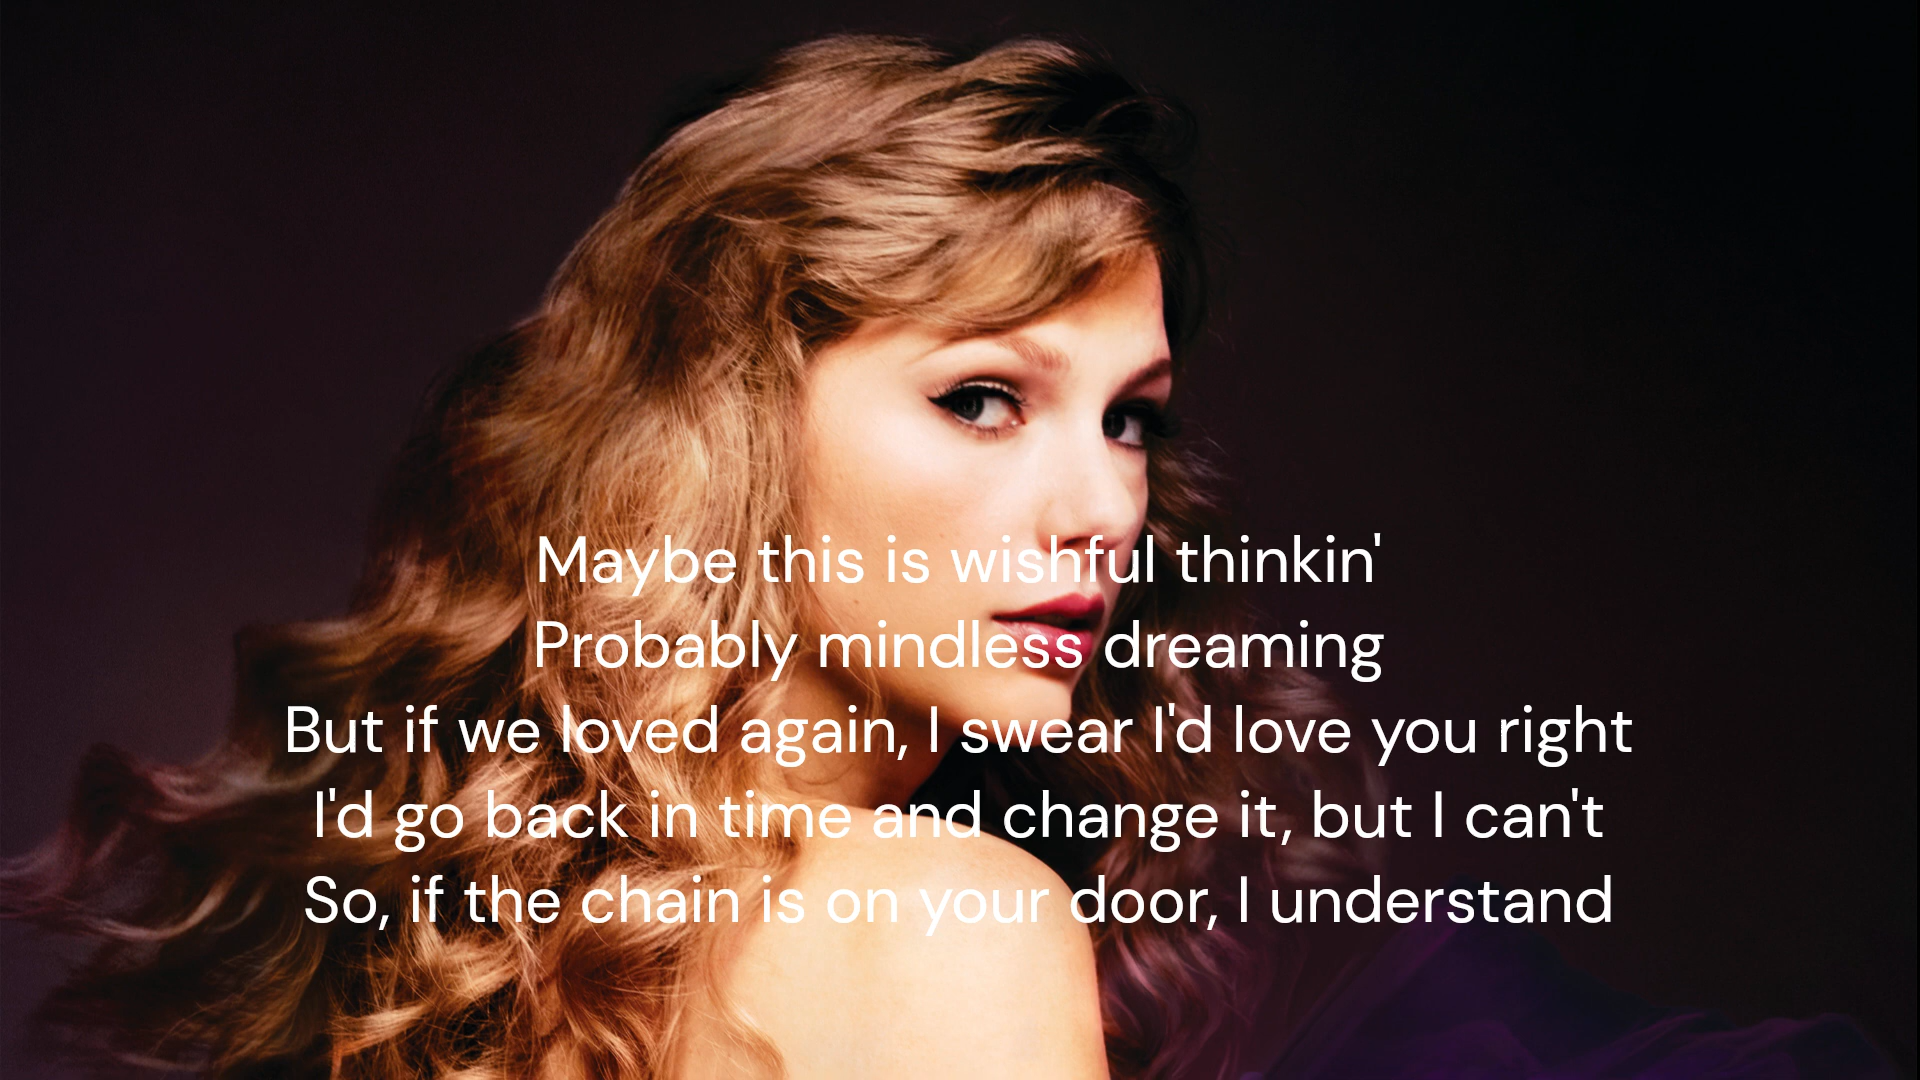 Maybe this is wishful thinkin'
Probably mindless dreaming
But if we loved again, I swear I'd love you right
I'd go back in time and change it, but I can't
So, if the chain is on your door, I understand